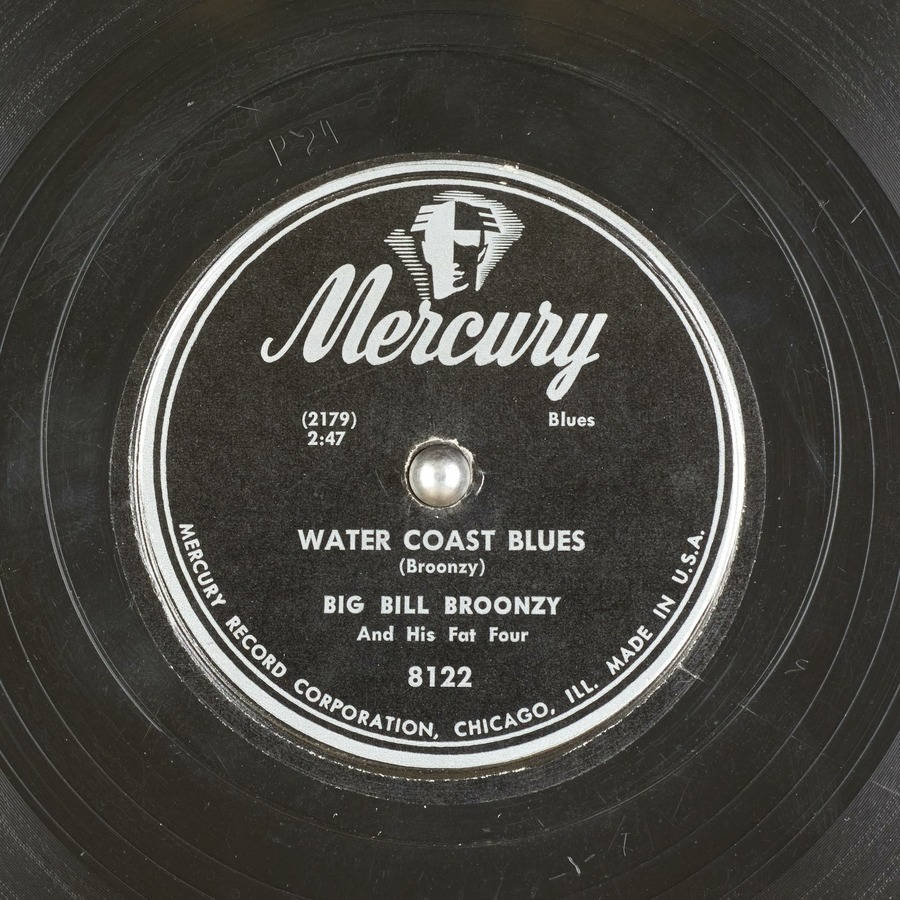 Mercury
(2179)
2:47
Blues
WATER COAST BLUES
(Broonzy)
BIG BILL BROONZY
And His Fat Four
8122
MERCURY RECORD CORPORATION, CHICAGO, ILL. MADE IN U.S.A.